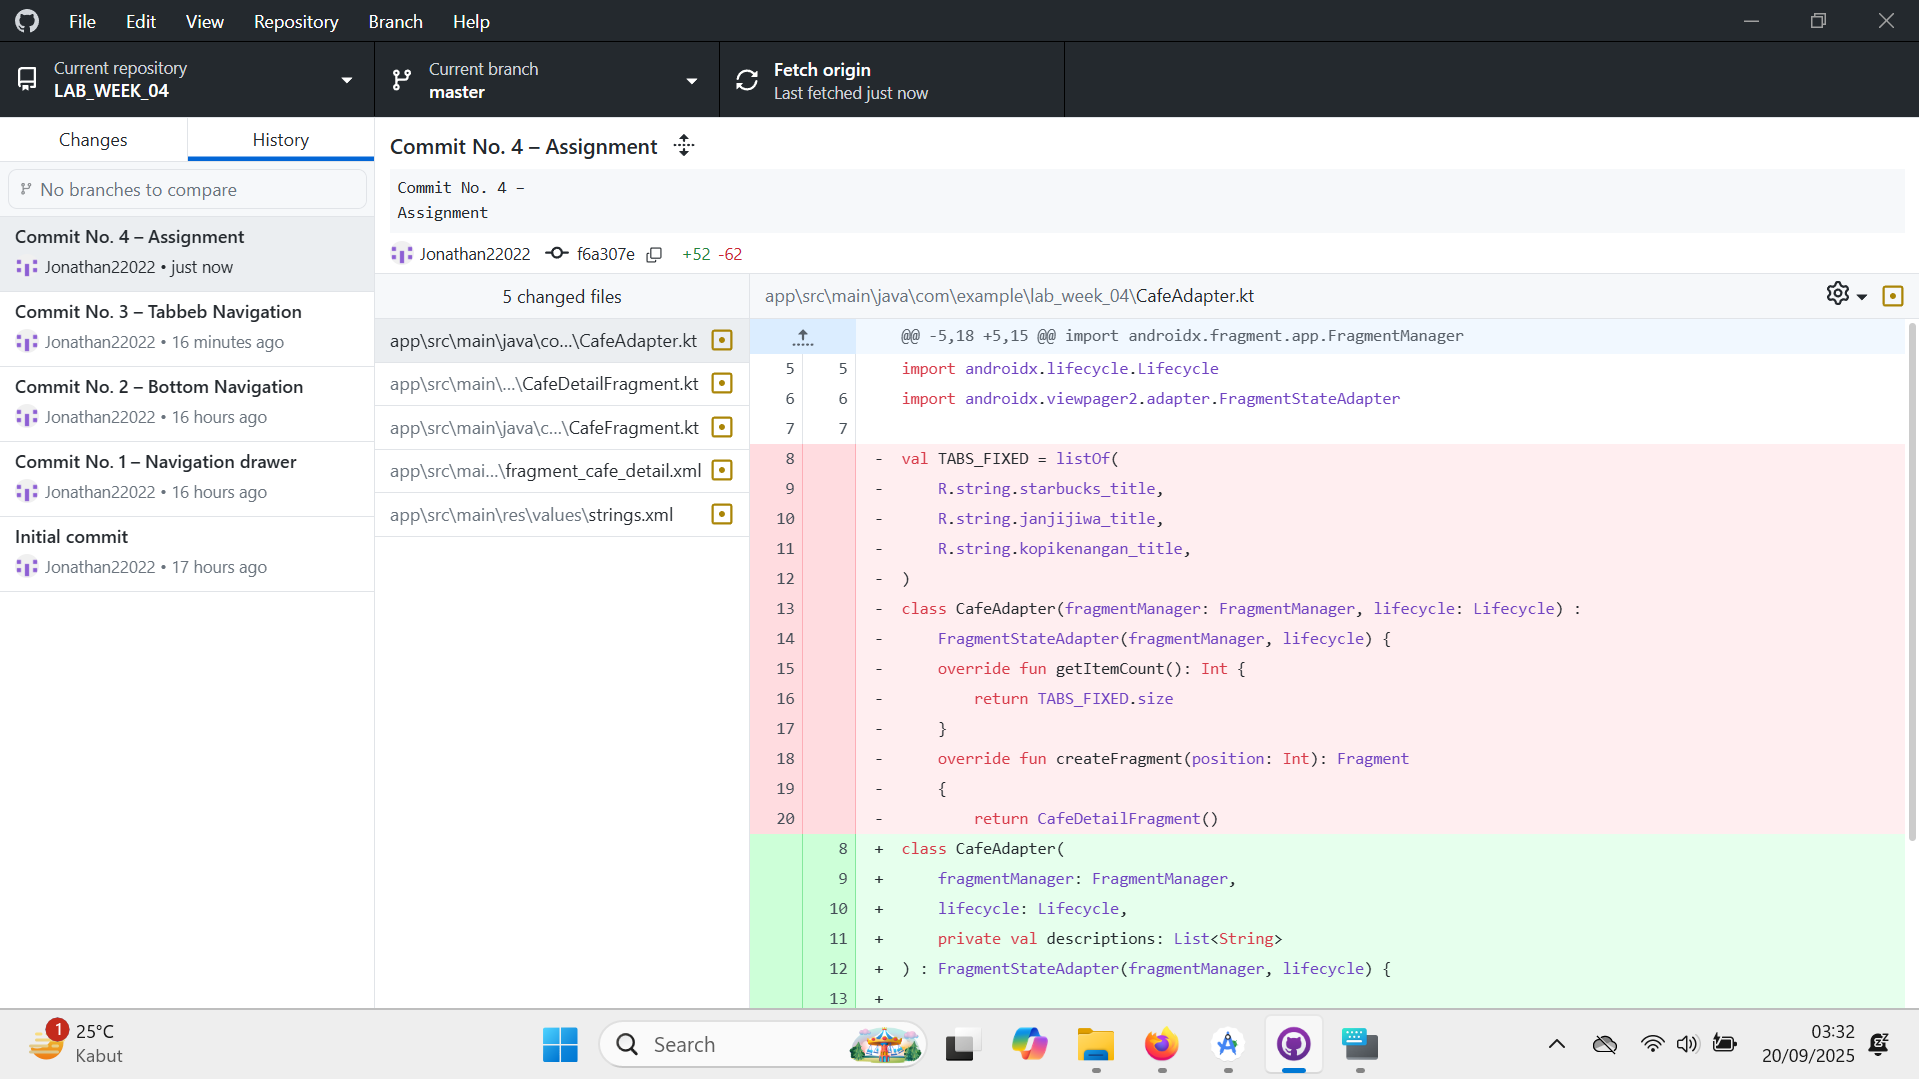 File Edit View Repository Branch Help
Current repository
LAB_WEEK_04
Current branch
master
Fetch origin
Last fetched just now
Changes
History
No branches to compare
Commit No. 4 – Assignment
Jonathan22022 • just now
Commit No. 3 – Tabbeb Navigation
Jonathan22022 • 16 minutes ago
Commit No. 2 – Bottom Navigation
Jonathan22022 • 16 hours ago
Commit No. 1 – Navigation drawer
Jonathan22022 • 16 hours ago
Initial commit
Jonathan22022 • 17 hours ago
Commit No. 4 – Assignment
Commit No. 4 –
Assignment
Jonathan22022 f6a307e +52 -62
5 changed files
app\src\main\java\co...\CafeAdapter.kt
app\src\main\...\CafeDetailFragment.kt
app\src\main\java\c...\CafeFragment.kt
app\src\mai...\fragment_cafe_detail.xml
app\src\main\res\values\strings.xml
app\src\main\java\com\example\lab_week_04\CafeAdapter.kt
@@ -5,18 +5,15 @@ import androidx.fragment.app.FragmentManager
5 5 import androidx.lifecycle.Lifecycle
6 6 import androidx.viewpager2.adapter.FragmentStateAdapter
7 7
8 - val TABS_FIXED = listOf(
9 -     R.string.starbucks_title,
10 -     R.string.janjijiwa_title,
11 -     R.string.kopikenangan_title,
12 - )
13 - class CafeAdapter(fragmentManager: FragmentManager, lifecycle: Lifecycle) :
14 -     FragmentStateAdapter(fragmentManager, lifecycle) {
15 -     override fun getItemCount(): Int {
16 -         return TABS_FIXED.size
17 -     }
18 -     override fun createFragment(position: Int): Fragment
19 -     {
20 -         return CafeDetailFragment()
8 + class CafeAdapter(
9 +     fragmentManager: FragmentManager,
10 +     lifecycle: Lifecycle,
11 +     private val descriptions: List<String>
12 + ) : FragmentStateAdapter(fragmentManager, lifecycle) {
13 +
1
25°C
Kabut
Search
03:32
20/09/2025